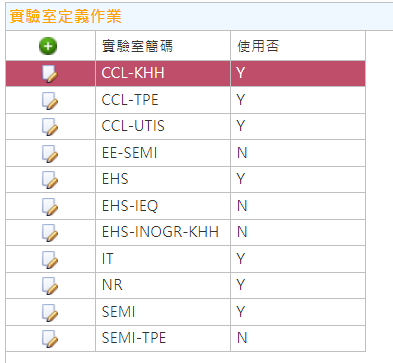 實驗室定義作業
實驗室簡碼 使用否
CCL-KHH Y
CCL-TPE Y
CCL-UTIS Y
EE-SEMI N
EHS Y
EHS-IEQ N
EHS-INOGR-KHH N
IT Y
NR Y
SEMI Y
SEMI-TPE N